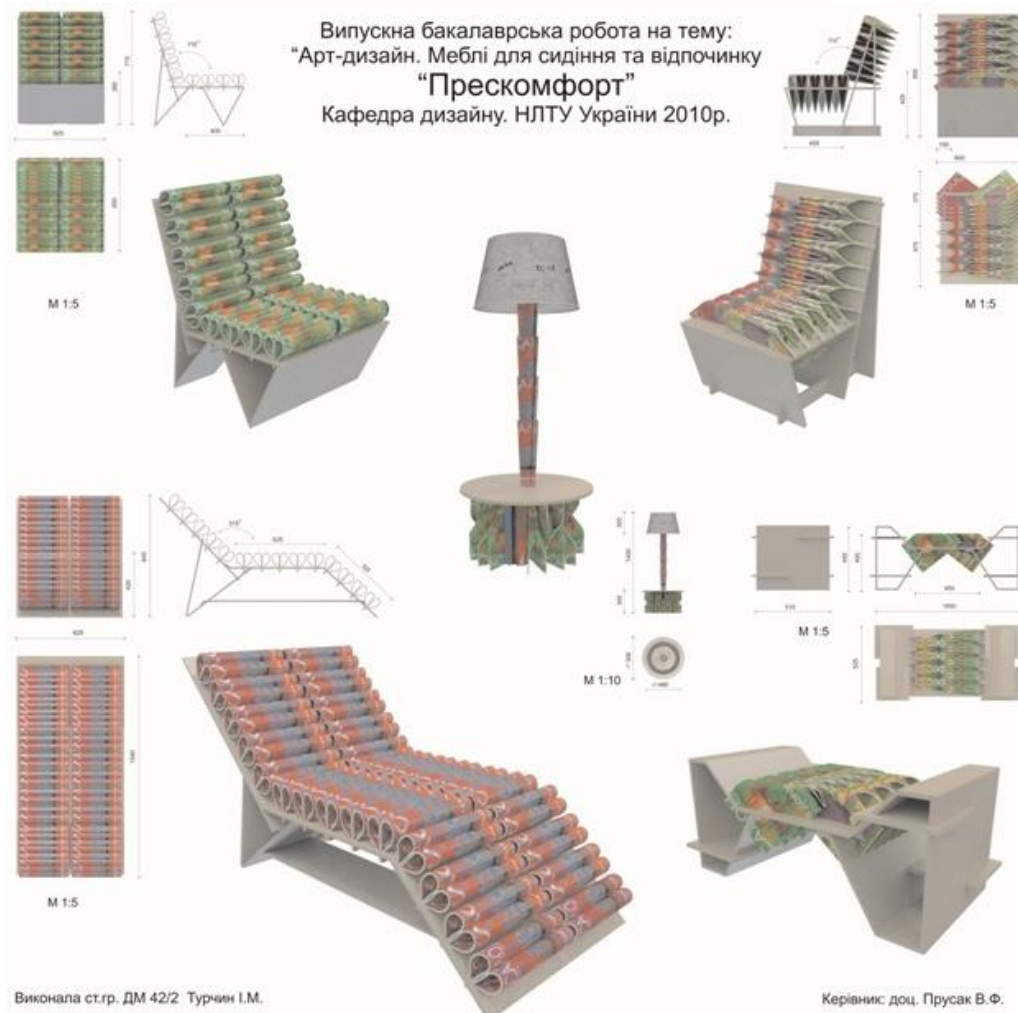 Випускна бакалаврська робота на тему:
“Арт-дизайн. Меблі для сидіння та відпочинку
“Прескомфорт”
Кафедра дизайну. НЛТУ України 2010р.
М 1:5
М 1:5
М 1:10
М 1:5
М 1:5
Виконала ст.гр. ДМ 42/2 Турчин І.М.
Керівник: доц. Прусак В.Ф.